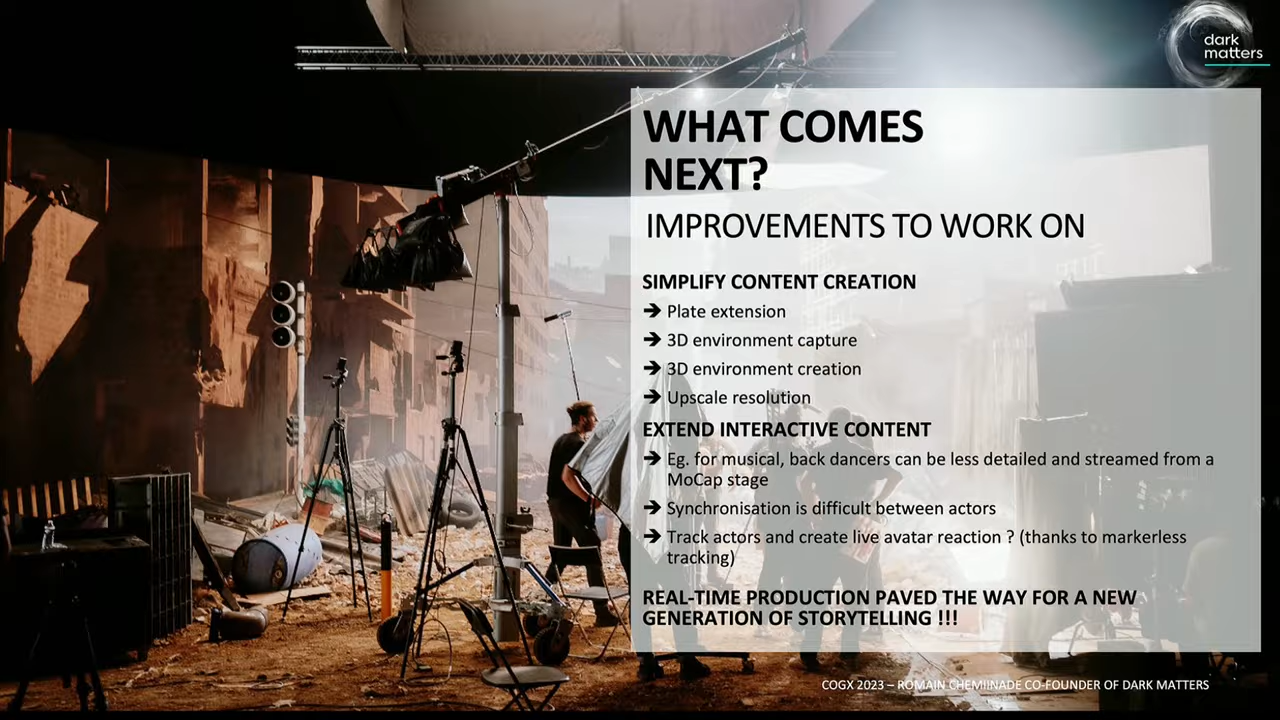 dark
matters
WHAT COMES
NEXT?
IMPROVEMENTS TO WORK ON
SIMPLIFY CONTENT CREATION
➔ Plate extension
➔ 3D environment capture
➔ 3D environment creation
➔ Upscale resolution
EXTEND INTERACTIVE CONTENT
➔ Eg. for musical, back dancers can be less detailed and streamed from a
MoCap stage
➔ Synchronisation is difficult between actors
➔ Track actors and create live avatar reaction ? (thanks to markerless
tracking)
REAL-TIME PRODUCTION PAVED THE WAY FOR A NEW
GENERATION OF STORYTELLING !!!
COGX 2023 – ROMAIN CHEMIINADE CO-FOUNDER OF DARK MATTERS